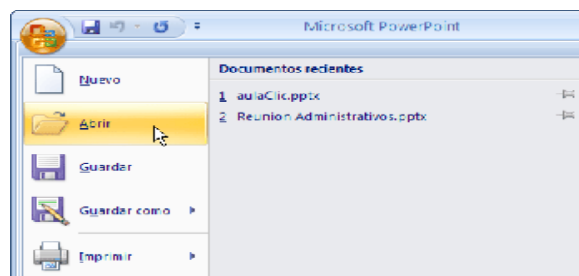 Microsoft PowerPoint
Nuevo
Abrir
Guardar
Guardar como
Imprimir
Documentos recientes
1 aulaClic.pptx
2 Reunion Administrativos.pptx